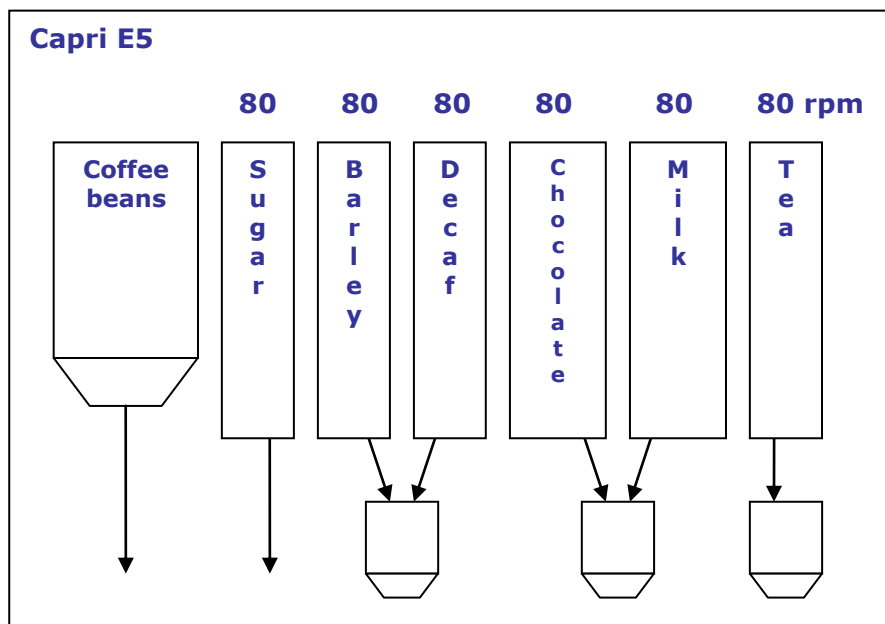 Capri E5
80 80 80 80 80 80 rpm
Coffee
beans
Sugar
Barley
Decaf
Chocolate
Milk
Tea